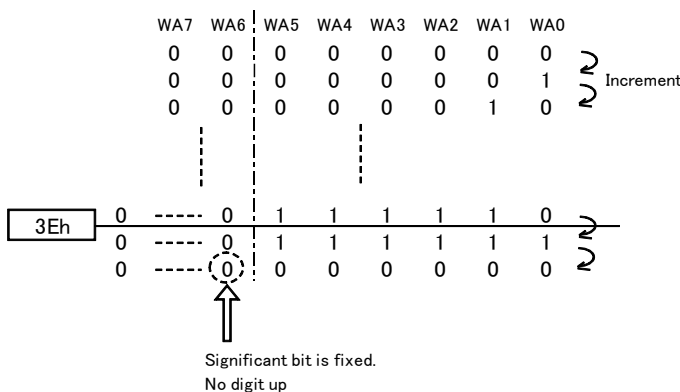 WA7 WA6 WA5 WA4 WA3 WA2 WA1 WA0
0 0 0 0 0 0 0 0
0 0 0 0 0 0 0 1 Increment
0 0 0 0 0 0 1 0
3Eh 0 ----- 0 1 1 1 1 1 0
0 ----- 0 1 1 1 1 1 1
0 ----- 0 0 0 0 0 0 0
Significant bit is fixed.
No digit up